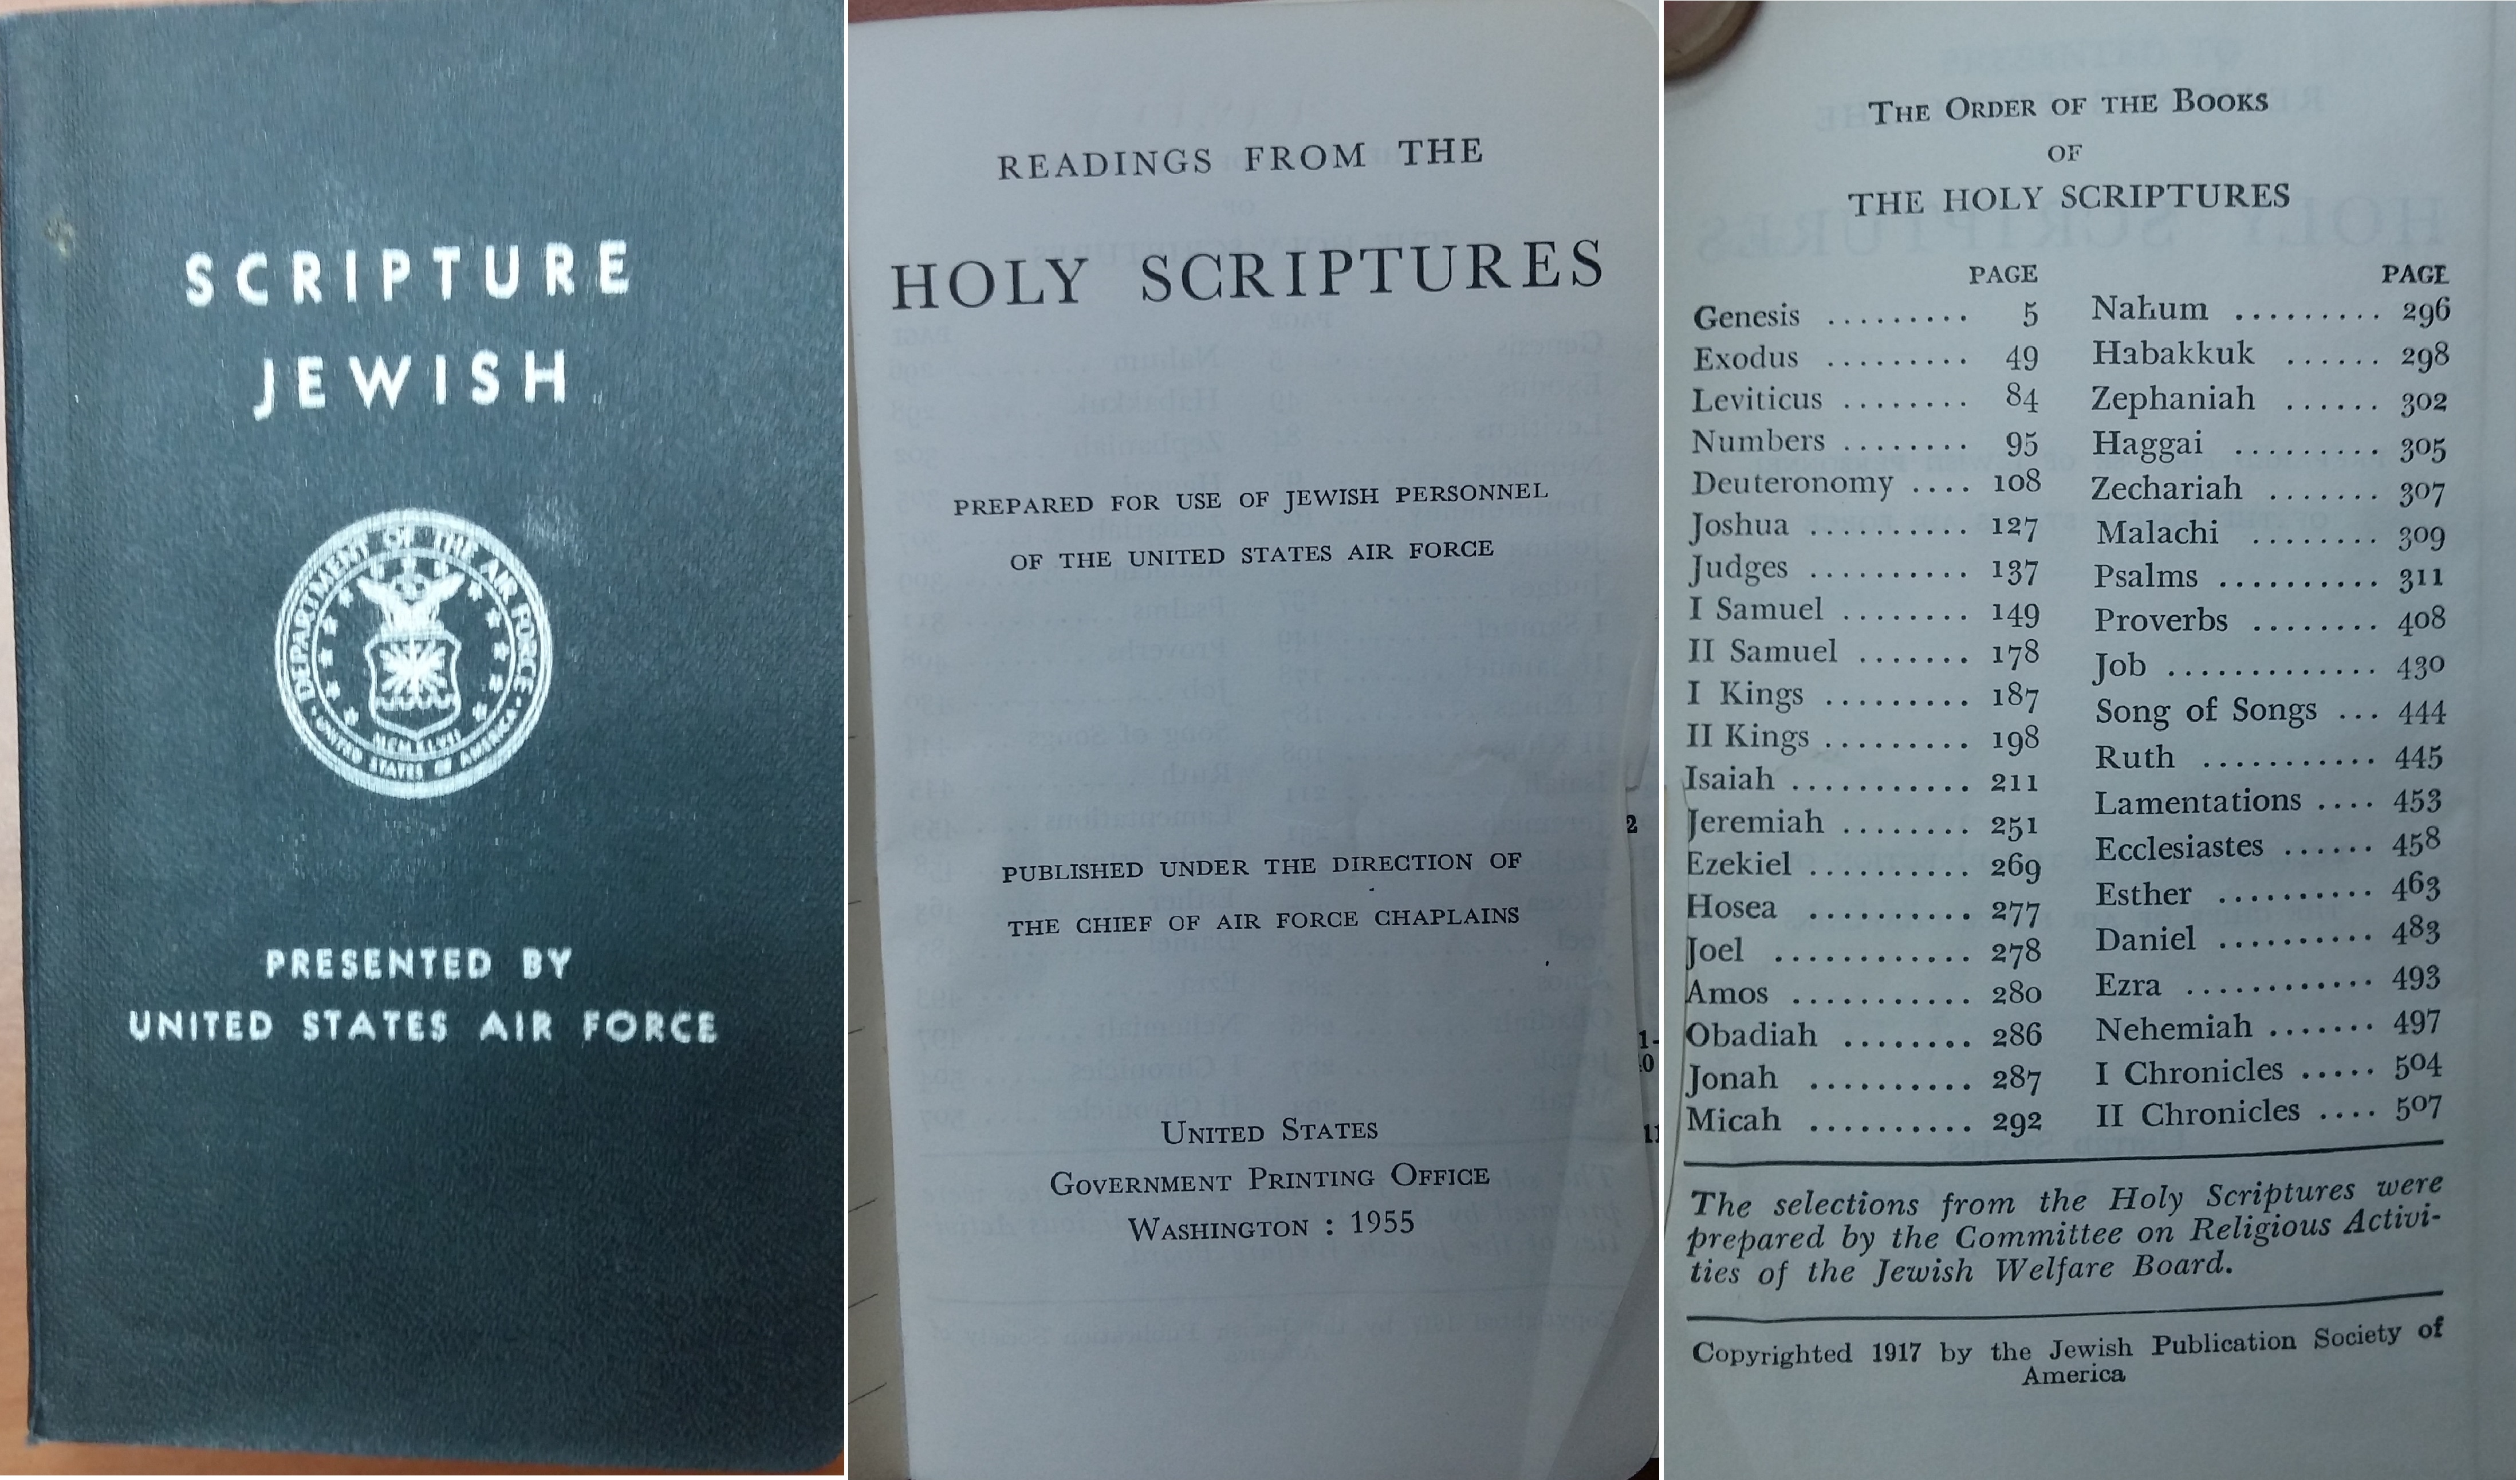 SCRIPTURE
JEWISH
DEPARTMENT OF THE AIR FORCE
MCMXLVII
UNITED STATES OF AMERICA
PRESENTED BY
UNITED STATES AIR FORCE
READINGS FROM THE
HOLY SCRIPTURES
PREPARED FOR USE OF JEWISH PERSONNEL
OF THE UNITED STATES AIR FORCE
PUBLISHED UNDER THE DIRECTION OF
THE CHIEF OF AIR FORCE CHAPLAINS
UNITED STATES
GOVERNMENT PRINTING OFFICE
WASHINGTON : 1955
2
1-
0
11
THE ORDER OF THE BOOKS
OF
THE HOLY SCRIPTURES
PAGE
Genesis ......... 5
Exodus ......... 49
Leviticus ........ 84
Numbers ........ 95
Deuteronomy .... 108
Joshua .......... 127
Judges .......... 137
I Samuel ........ 149
II Samuel ....... 178
I Kings ......... 187
II Kings ......... 198
Isaiah ........... 211
Jeremiah ........ 251
Ezekiel .......... 269
Hosea .......... 277
Joel ............ 278
Amos ........... 280
Obadiah ........ 286
Jonah .......... 287
Micah .......... 292
PAGE
Nahum ......... 296
Habakkuk ...... 298
Zephaniah ...... 302
Haggai ......... 305
Zechariah ....... 307
Malachi ........ 309
Psalms .......... 311
Proverbs ........ 408
Job ............. 430
Song of Songs ... 444
Ruth ........... 445
Lamentations .... 453
Ecclesiastes ...... 458
Esther .......... 463
Daniel .......... 483
Ezra ............ 493
Nehemiah ....... 497
I Chronicles ..... 504
II Chronicles .... 507
The selections from the Holy Scriptures were
prepared by the Committee on Religious Activi-
ties of the Jewish Welfare Board.
Copyrighted 1917 by the Jewish Publication Society of
America